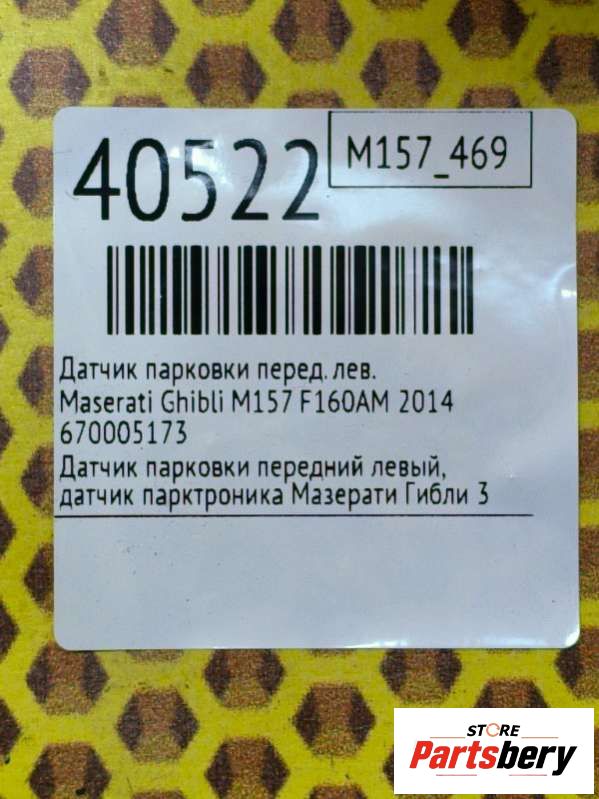 40522
M157_469
Датчик парковки перед. лев.
Maserati Ghibli M157 F160AM 2014
670005173
Датчик парковки передний левый,
датчик парктроника Мазерати Гибли 3
STORE
Partsbery